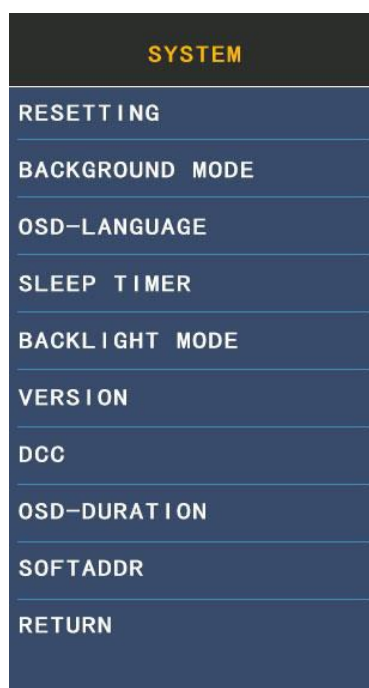 SYSTEM
RESETTING
BACKGROUND MODE
OSD-LANGUAGE
SLEEP TIMER
BACKLIGHT MODE
VERSION
DCC
OSD-DURATION
SOFTADDR
RETURN